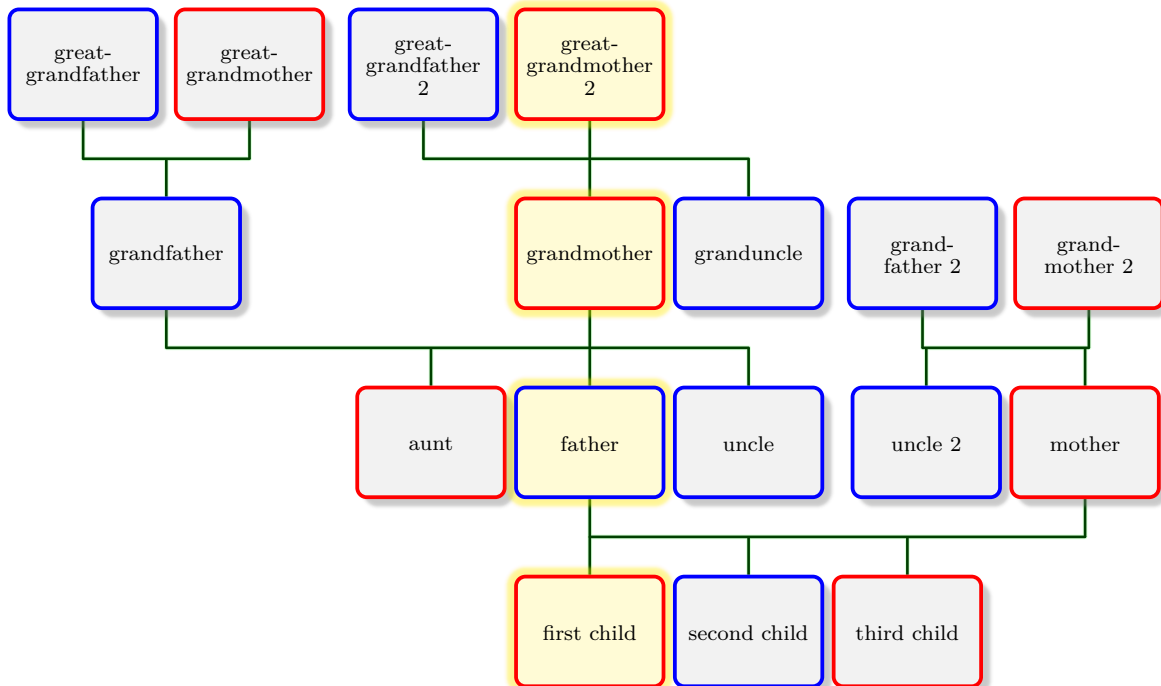 great-
grandfather
great-
grandmother
great-
grandfather
2
great-
grandmother
2
grandfather
grandmother
granduncle
grand-
father 2
grand-
mother 2
aunt
father
uncle
uncle 2
mother
first child
second child
third child